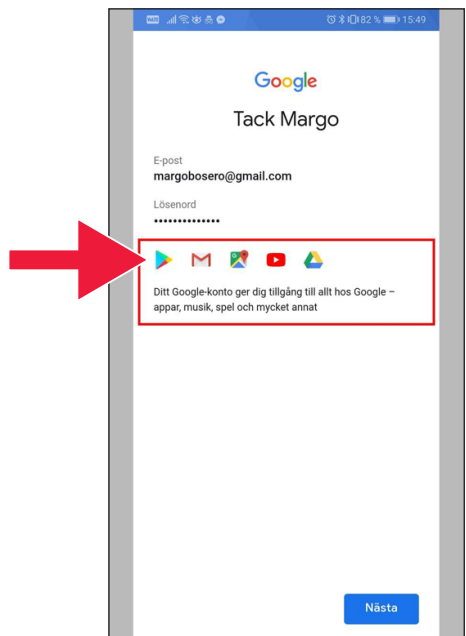 82 % 15:49
Google
Tack Margo
E-post
margobosero@gmail.com
Lösenord
••••••••••••••
Ditt Google-konto ger dig tillgång till allt hos Google –
appar, musik, spel och mycket annat
Nästa